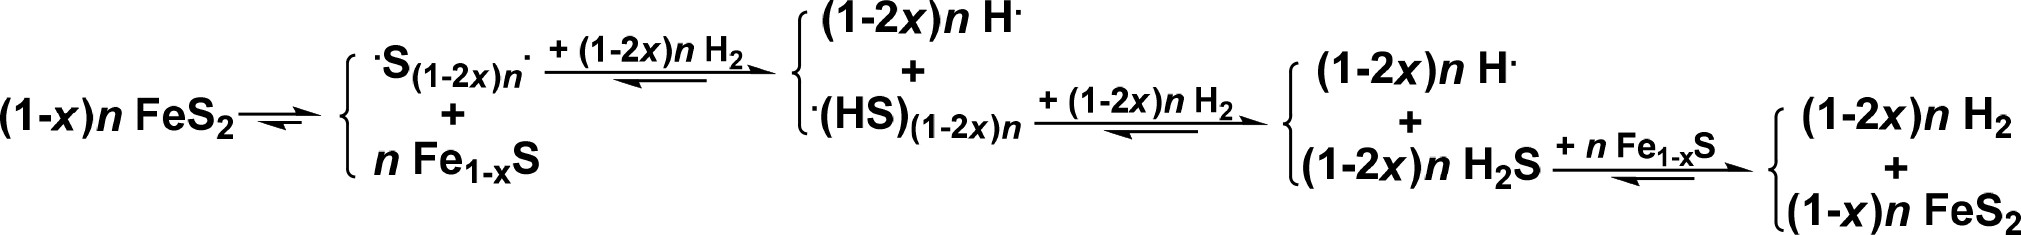 (1-x)n FeS₂
·S₍₁₋₂ₓ₎ₙ·
+
n Fe₁₋ₓS
+ (1-2x)n H₂
(1-2x)n H·
+
·(HS)₍₁₋₂ₓ₎ₙ
+ (1-2x)n H₂
(1-2x)n H·
+
(1-2x)n H₂S
+ n Fe₁₋ₓS
(1-2x)n H₂
+
(1-x)n FeS₂